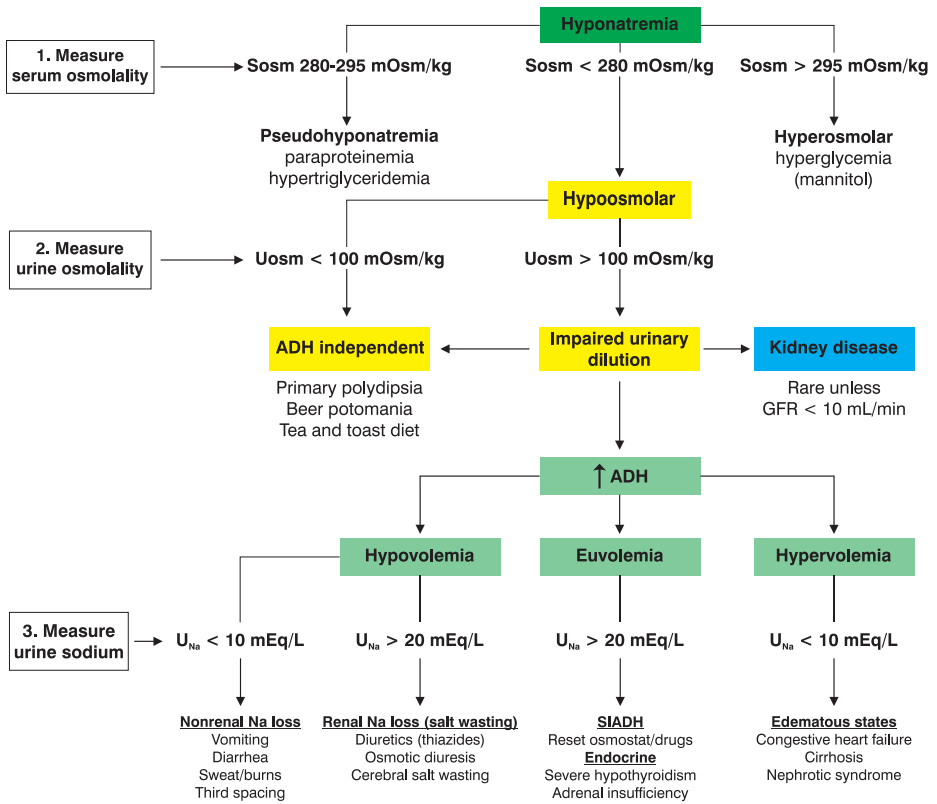 Hyponatremia
1. Measure
serum osmolality
Sosm 280-295 mOsm/kg
Sosm < 280 mOsm/kg
Sosm > 295 mOsm/kg
Pseudohyponatremia
paraproteinemia
hypertriglyceridemia
Hyperosmolar
hyperglycemia
(mannitol)
Hypoosmolar
2. Measure
urine osmolality
Uosm < 100 mOsm/kg
Uosm > 100 mOsm/kg
ADH independent
Impaired urinary
dilution
Kidney disease
Primary polydipsia
Beer potomania
Tea and toast diet
Rare unless
GFR < 10 mL/min
↑ ADH
Hypovolemia
Euvolemia
Hypervolemia
3. Measure
urine sodium
UNa < 10 mEq/L
UNa > 20 mEq/L
UNa > 20 mEq/L
UNa < 10 mEq/L
Nonrenal Na loss
Vomiting
Diarrhea
Sweat/burns
Third spacing
Renal Na loss (salt wasting)
Diuretics (thiazides)
Osmotic diuresis
Cerebral salt wasting
SIADH
Reset osmostat/drugs
Endocrine
Severe hypothyroidism
Adrenal insufficiency
Edematous states
Congestive heart failure
Cirrhosis
Nephrotic syndrome